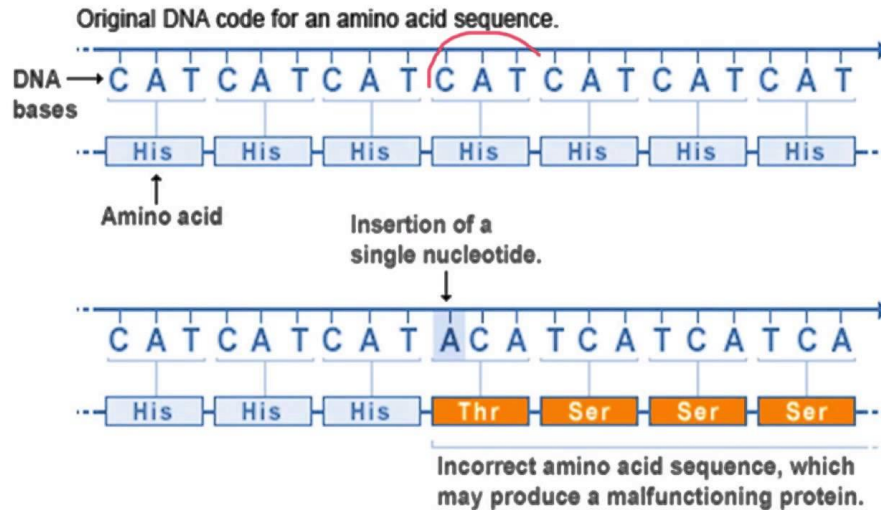 Original DNA code for an amino acid sequence.
DNA bases
C A T C A T C A T C A T C A T C A T C A T
His His His His His His His
Amino acid
Insertion of a
single nucleotide.
C A T C A T C A T A C A T C A T C A T C A
His His His Thr Ser Ser Ser
Incorrect amino acid sequence, which
may produce a malfunctioning protein.